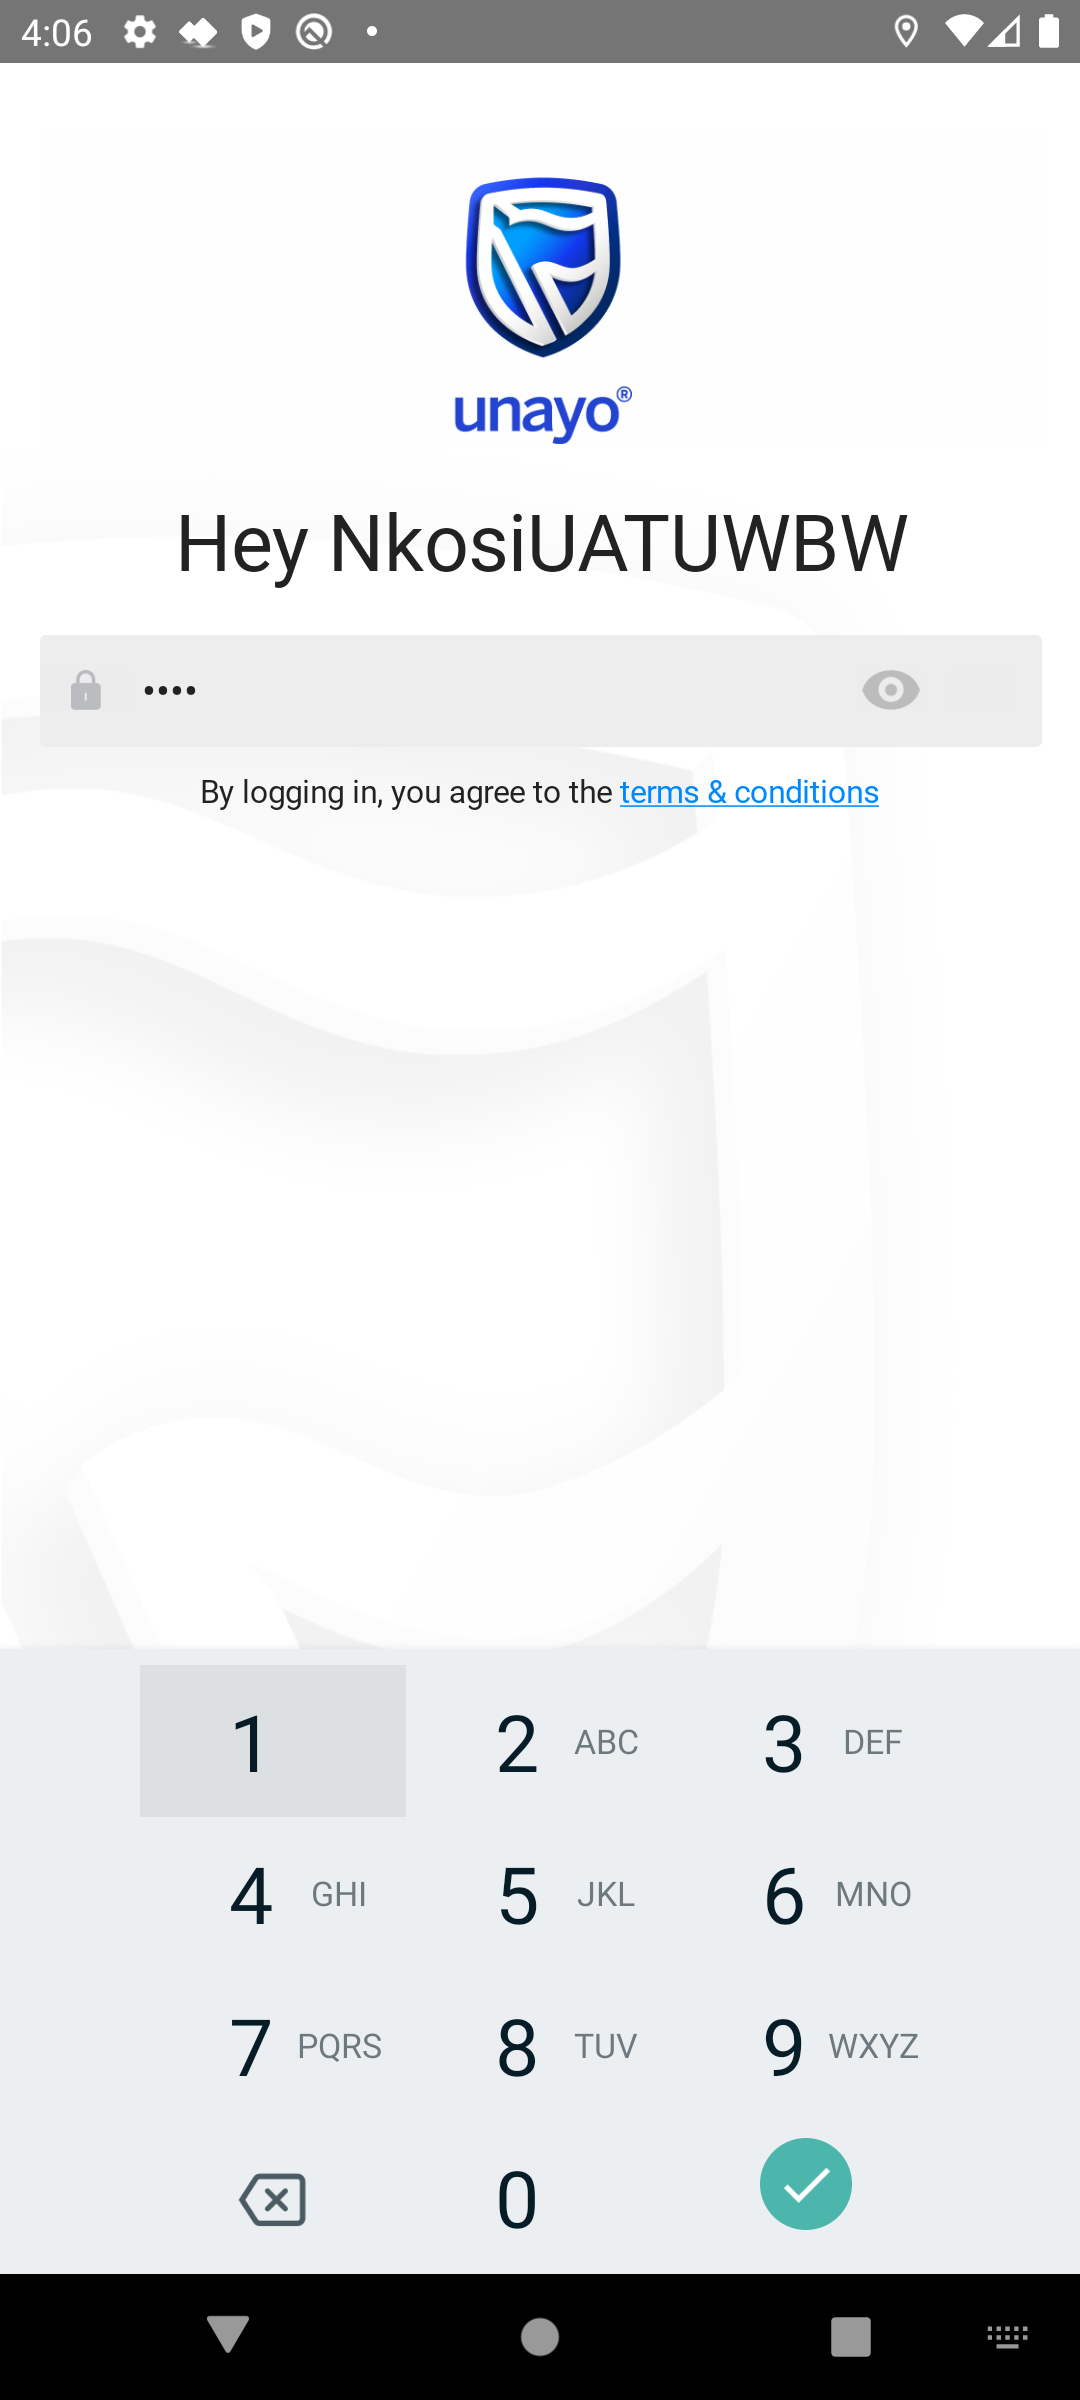 4:06
unayo®
Hey NkosiUATUWBW
••••
By logging in, you agree to the terms & conditions
1
2 ABC
3 DEF
4 GHI
5 JKL
6 MNO
7 PQRS
8 TUV
9 WXYZ
0